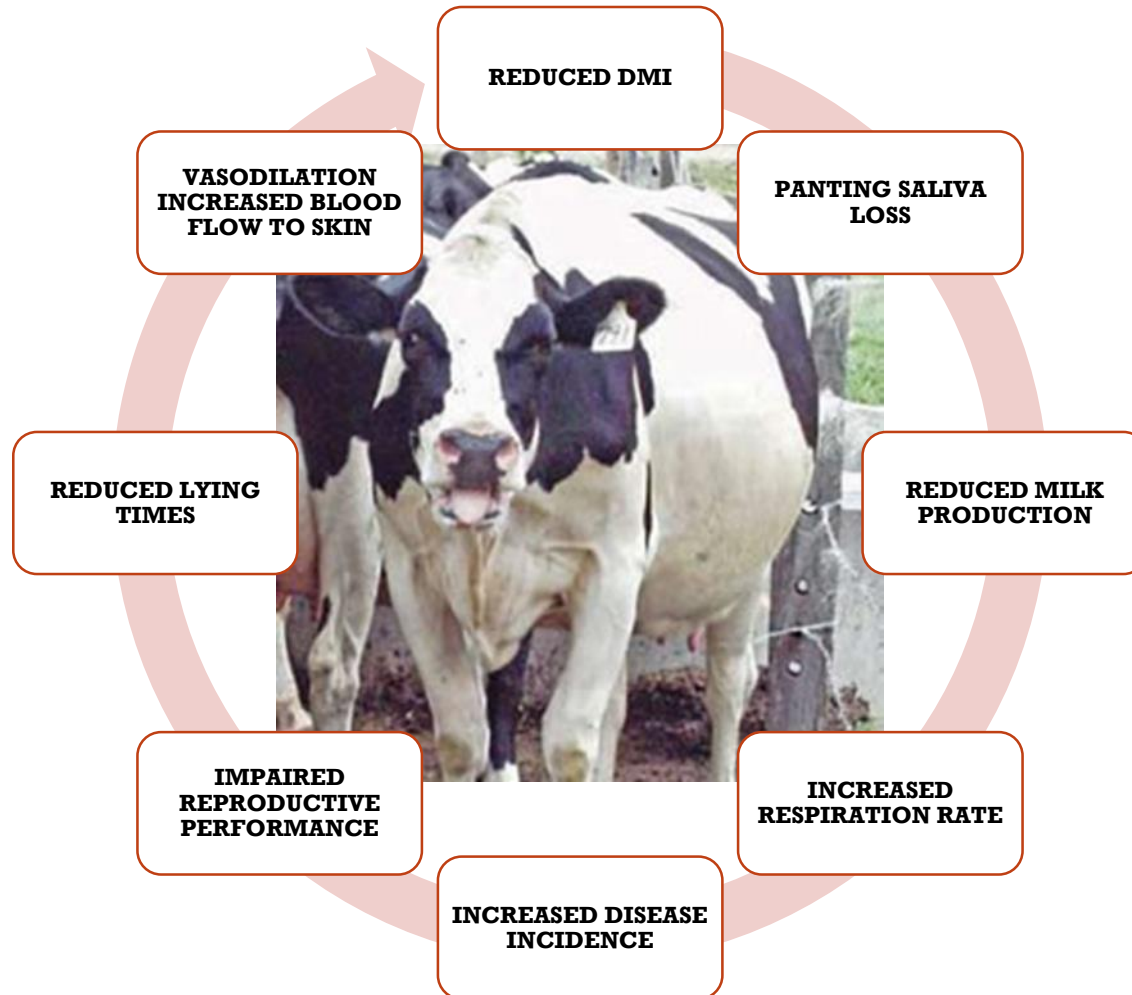 REDUCED DMI
PANTING SALIVA
LOSS
REDUCED MILK
PRODUCTION
INCREASED
RESPIRATION RATE
INCREASED DISEASE
INCIDENCE
IMPAIRED
REPRODUCTIVE
PERFORMANCE
REDUCED LYING
TIMES
VASODILATION
INCREASED BLOOD
FLOW TO SKIN